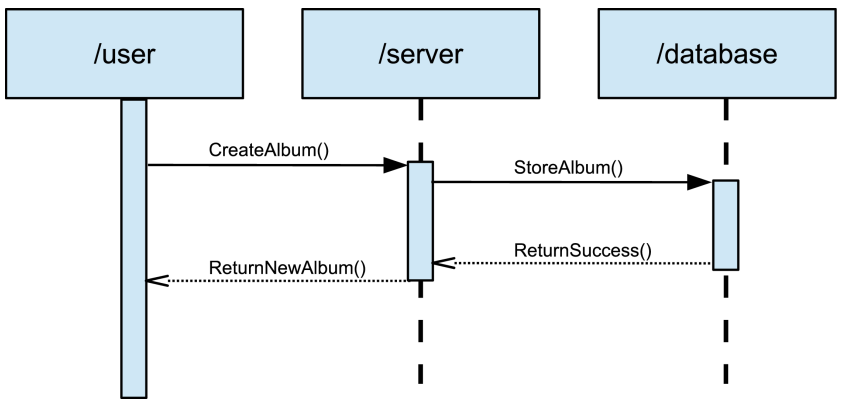 /user
/server
/database
CreateAlbum()
StoreAlbum()
ReturnSuccess()
ReturnNewAlbum()